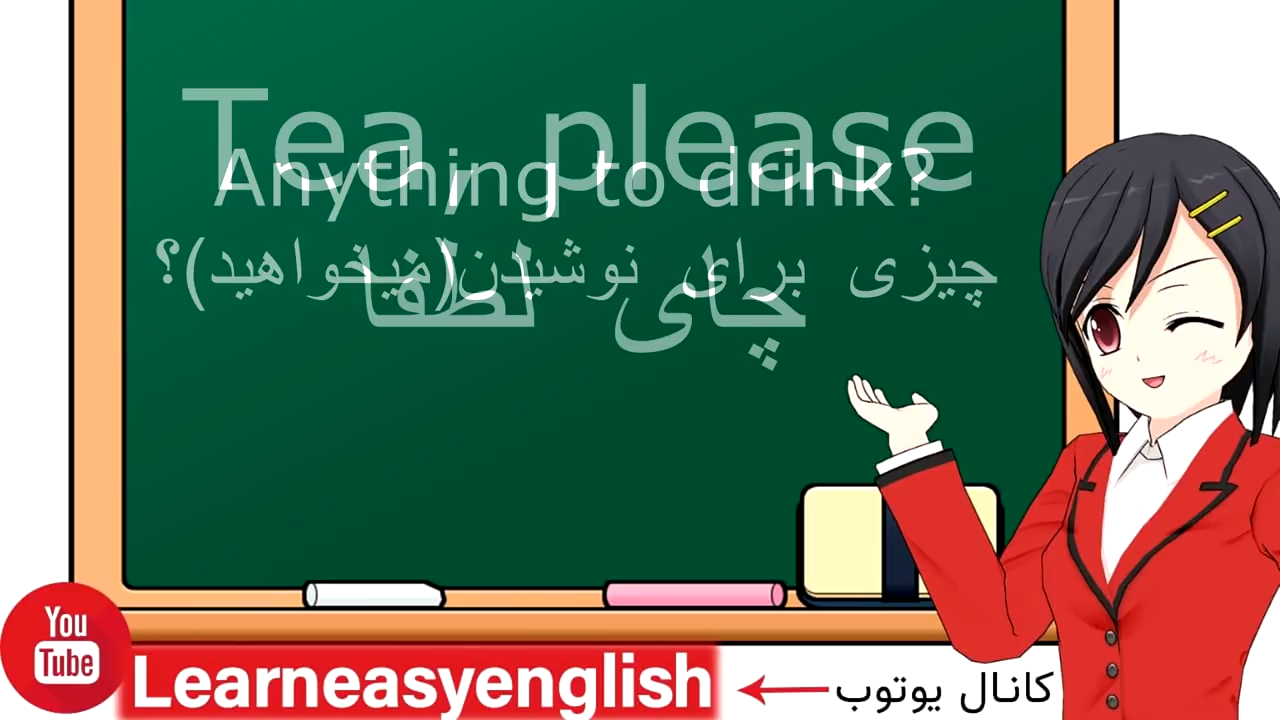 Tea, please
Anything to drink?
چیزی برای نوشیدن(میخواهید)؟
چای لطفا
You
Tube
Learneasyenglish
کانال یوتوب